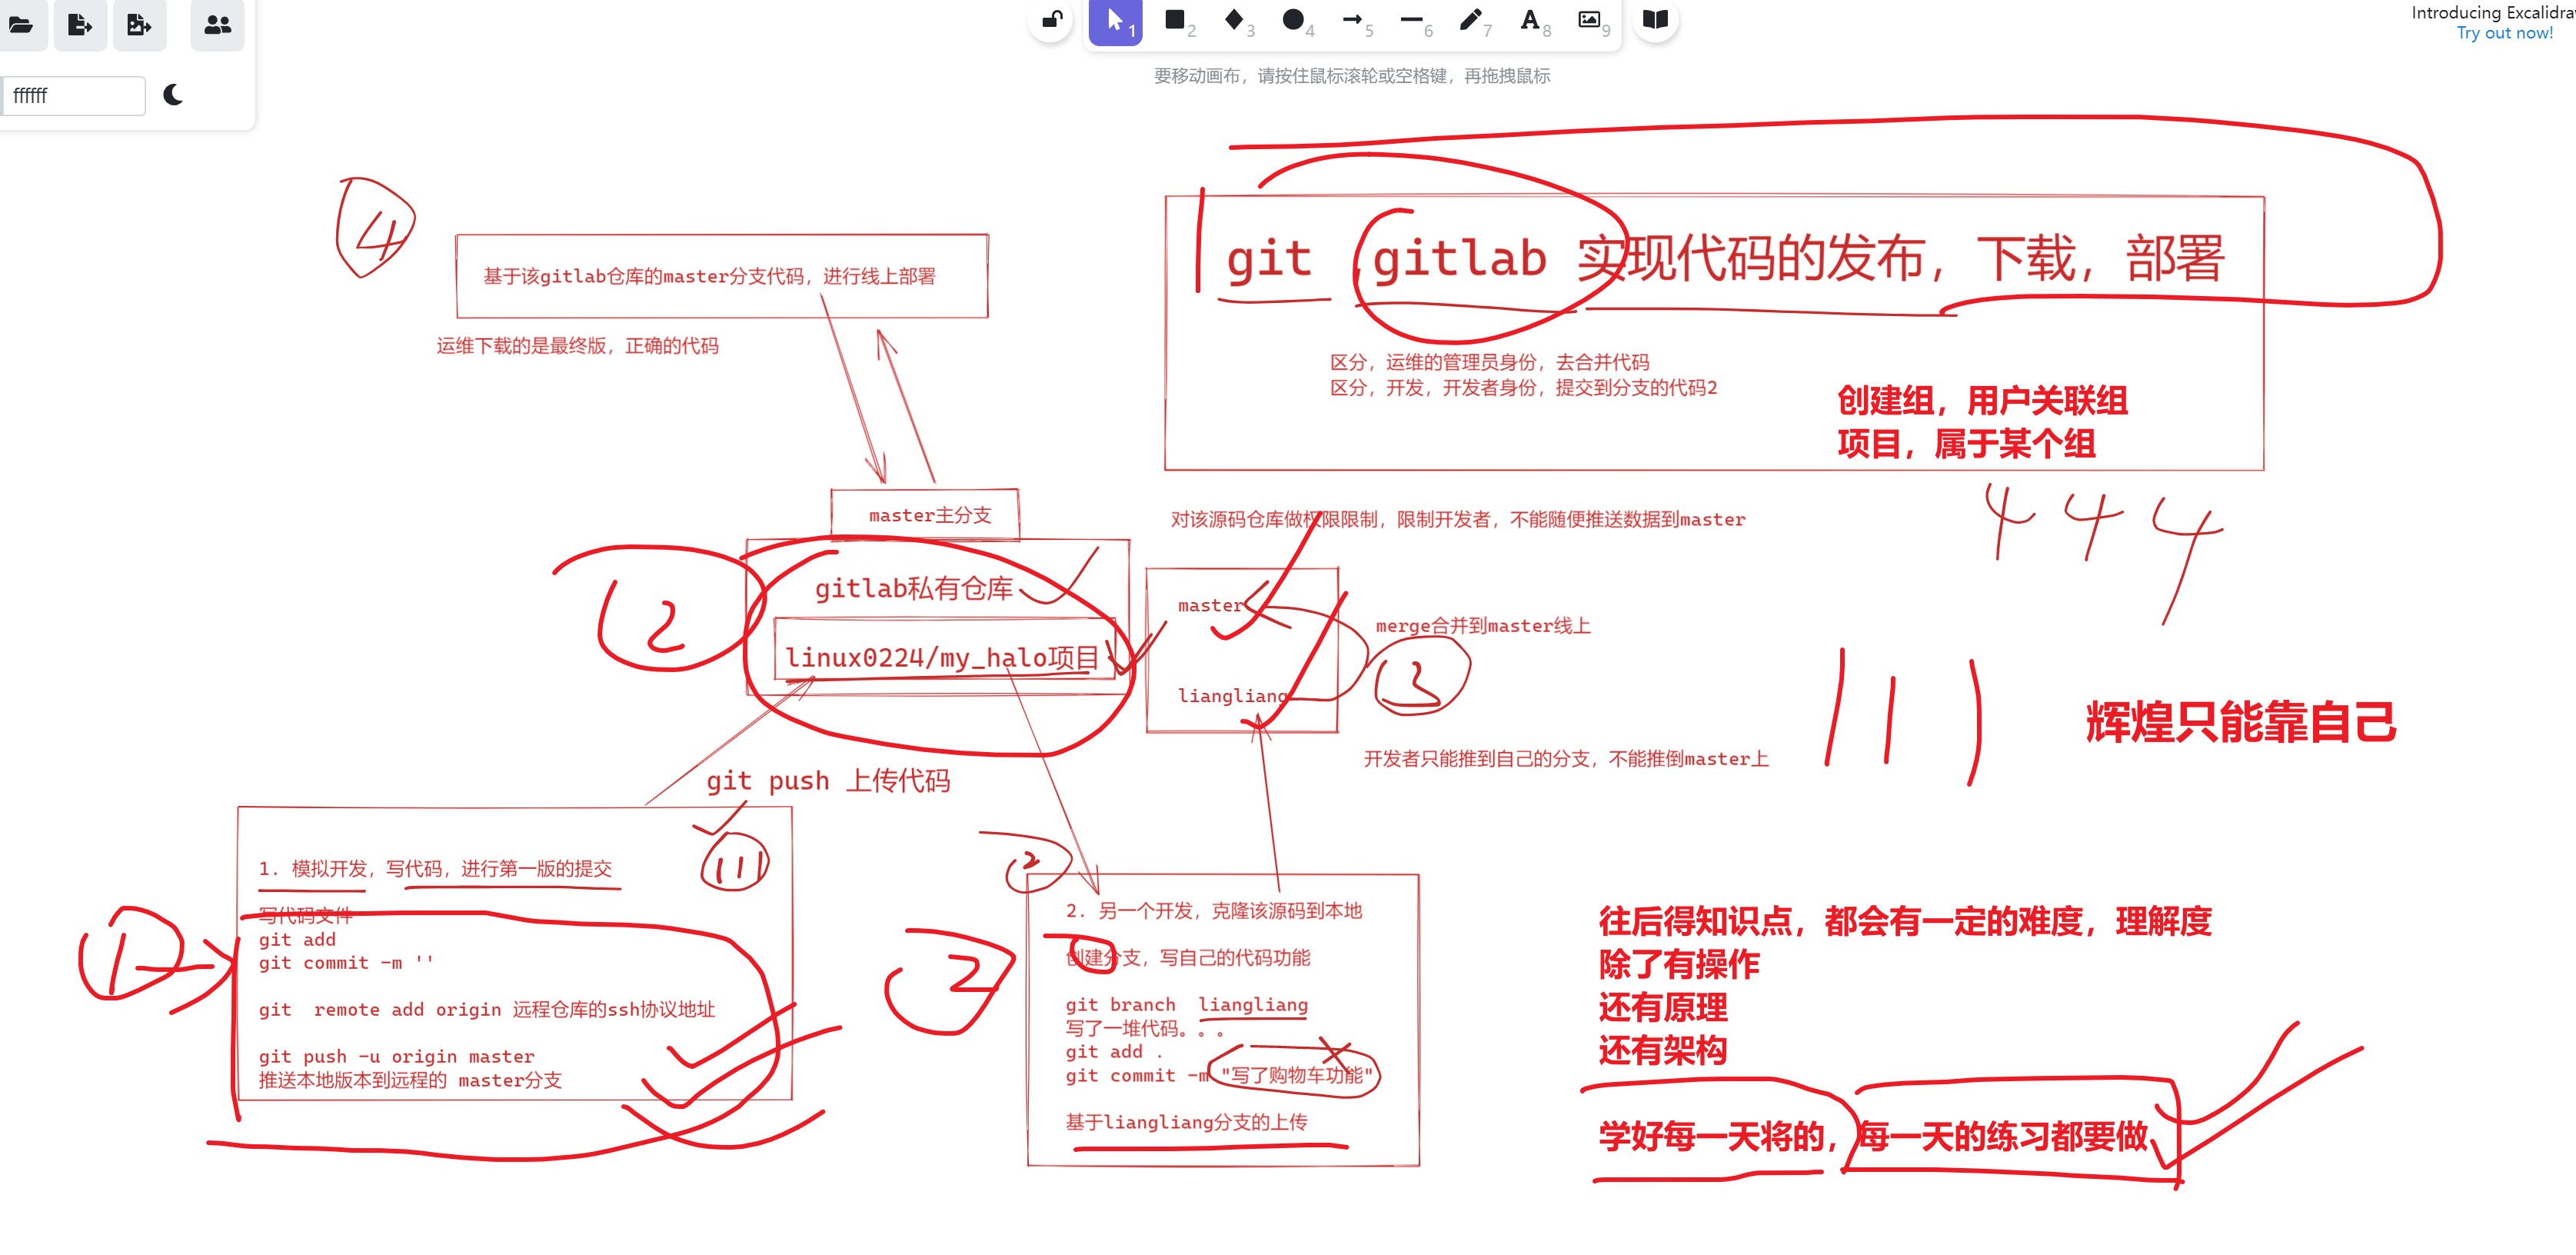 Introducing Excalidra
Try out now!
1
2
3
4
5
6
7
A
8
9
ffffff
要移动画布，请按住鼠标滚轮或空格键，再拖拽鼠标
4
基于该gitlab仓库的master分支代码，进行线上部署
运维下载的是最终版，正确的代码
git ,gitlab 实现代码的发布，下载，部署
区分，运维的管理员身份，去合并代码
区分，开发，开发者身份，提交到分支的代码2
创建组，用户关联组
项目，属于某个组
4 4 4
master主分支
gitlab私有仓库
linux0224/my_halo项目
2
对该源码仓库做权限限制，限制开发者，不能随便推送数据到master
master
liangliang
merge合并到master线上
3
开发者只能推到自己的分支，不能推倒master上
辉煌只能靠自己
git push 上传代码
1
1. 模拟开发，写代码，进行第一版的提交
写代码文件
git add
git commit -m ''
git  remote add origin 远程仓库的ssh协议地址
git push -u origin master
推送本地版本到远程的 master分支
2
2
2. 另一个开发，克隆该源码到本地
创建分支，写自己的代码功能
git branch  liangliang
写了一堆代码。。。
git add .
git commit -m "写了购物车功能"
基于liangliang分支的上传
往后得知识点，都会有一定的难度，理解度
除了有操作
还有原理
还有架构
学好每一天将的，每一天的练习都要做